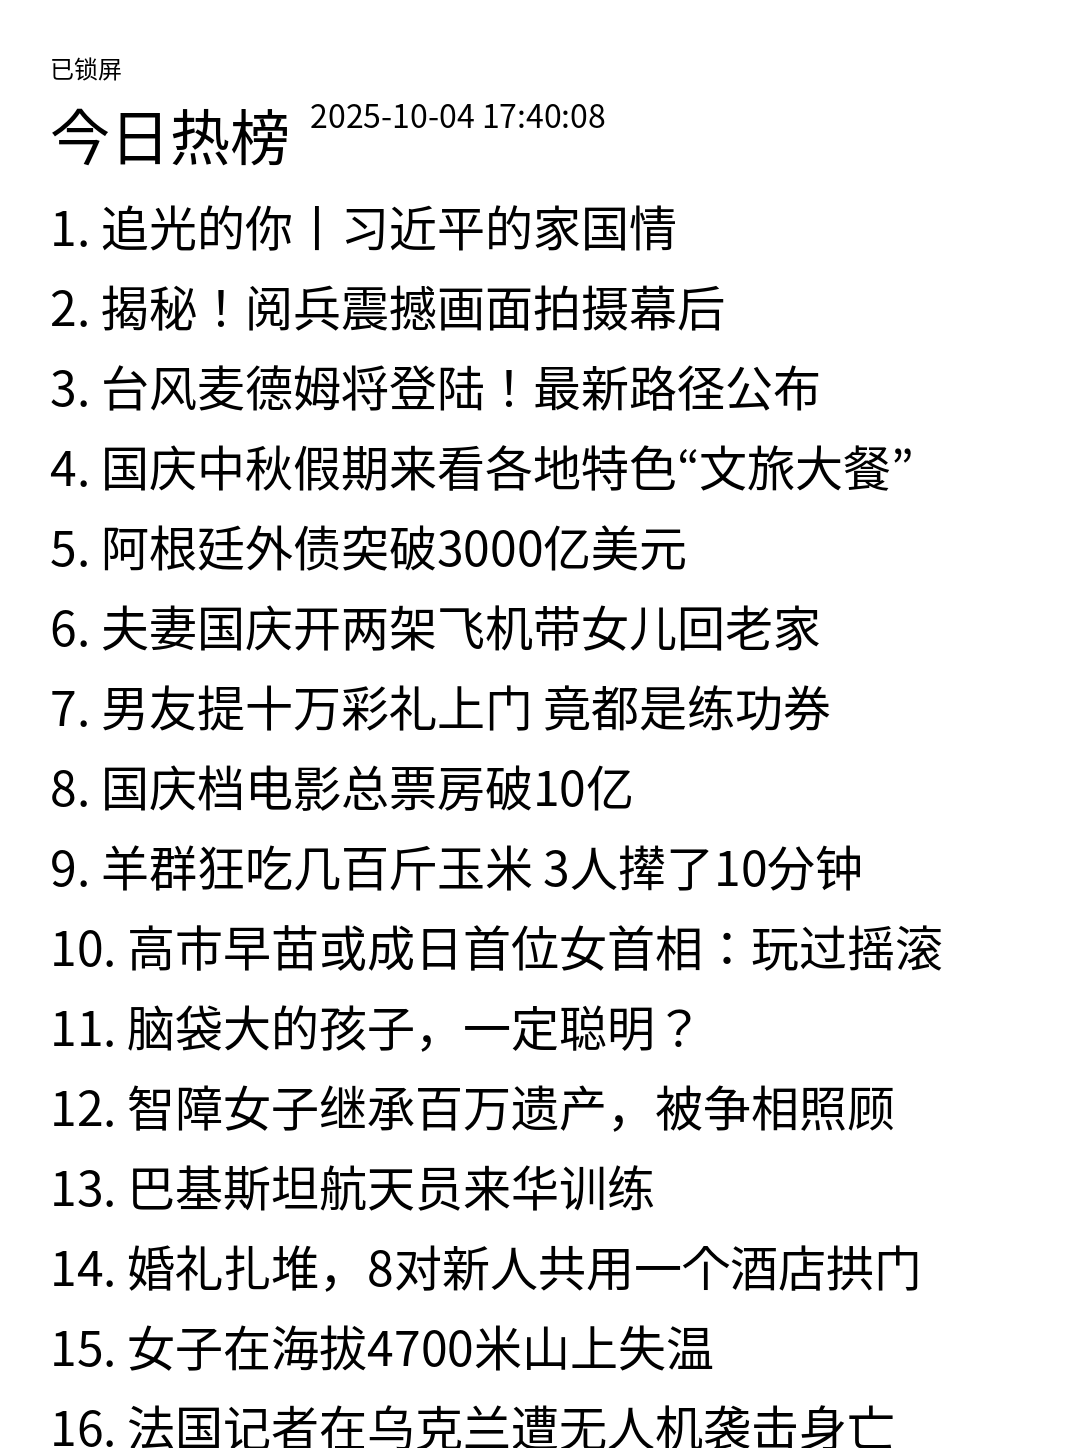 已锁屏
今日热榜 2025-10-04 17:40:08
1. 追光的你丨习近平的家国情
2. 揭秘！阅兵震撼画面拍摄幕后
3. 台风麦德姆将登陆！最新路径公布
4. 国庆中秋假期来看各地特色“文旅大餐”
5. 阿根廷外债突破3000亿美元
6. 夫妻国庆开两架飞机带女儿回老家
7. 男友提十万彩礼上门 竟都是练功券
8. 国庆档电影总票房破10亿
9. 羊群狂吃几百斤玉米 3人撵了10分钟
10. 高市早苗或成日首位女首相：玩过摇滚
11. 脑袋大的孩子，一定聪明？
12. 智障女子继承百万遗产，被争相照顾
13. 巴基斯坦航天员来华训练
14. 婚礼扎堆，8对新人共用一个酒店拱门
15. 女子在海拔4700米山上失温
16. 法国记者在乌克兰遭无人机袭击身亡